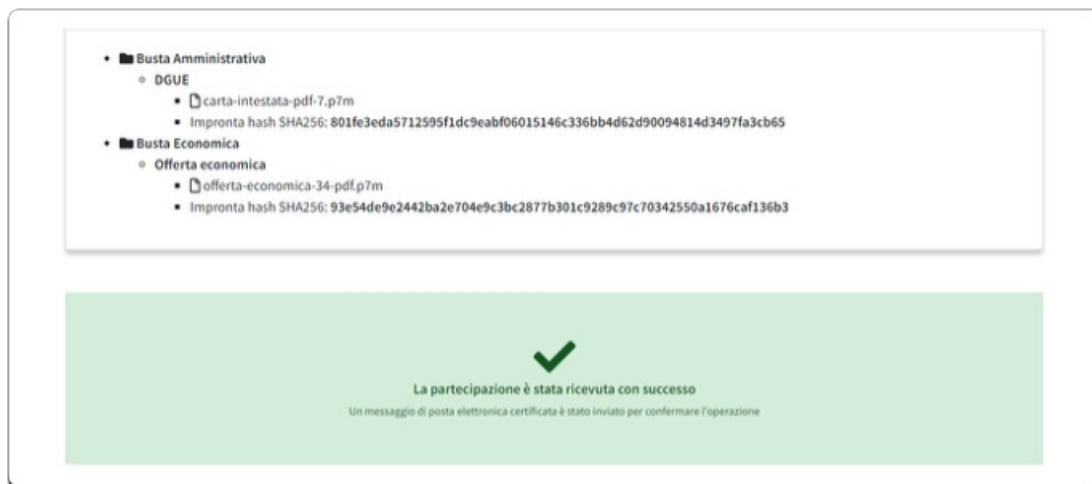 Busta Amministrativa
DGUE
carta-intestata-pdf-7.p7m
Impronta hash SHA256: 801fe3eda5712595f1dc9eabf06015146c336bb4d62d90094814d3497fa3cb65
Busta Economica
Offerta economica
offerta-economica-34-pdf.p7m
Impronta hash SHA256: 93e54de9e2442ba2e704e9c3bc2877b301c9289c97c70342550a1676caf136b3
La partecipazione è stata ricevuta con successo
Un messaggio di posta elettronica certificata è stato inviato per confermare l'operazione